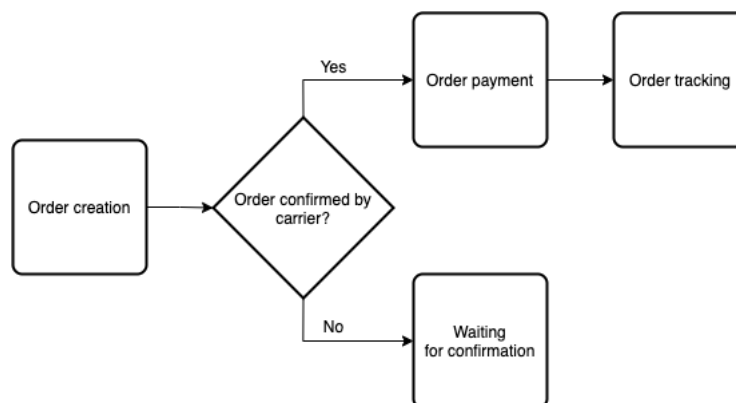 Yes
Order payment
Order tracking
Order creation
Order confirmed by
carrier?
No
Waiting
for confirmation